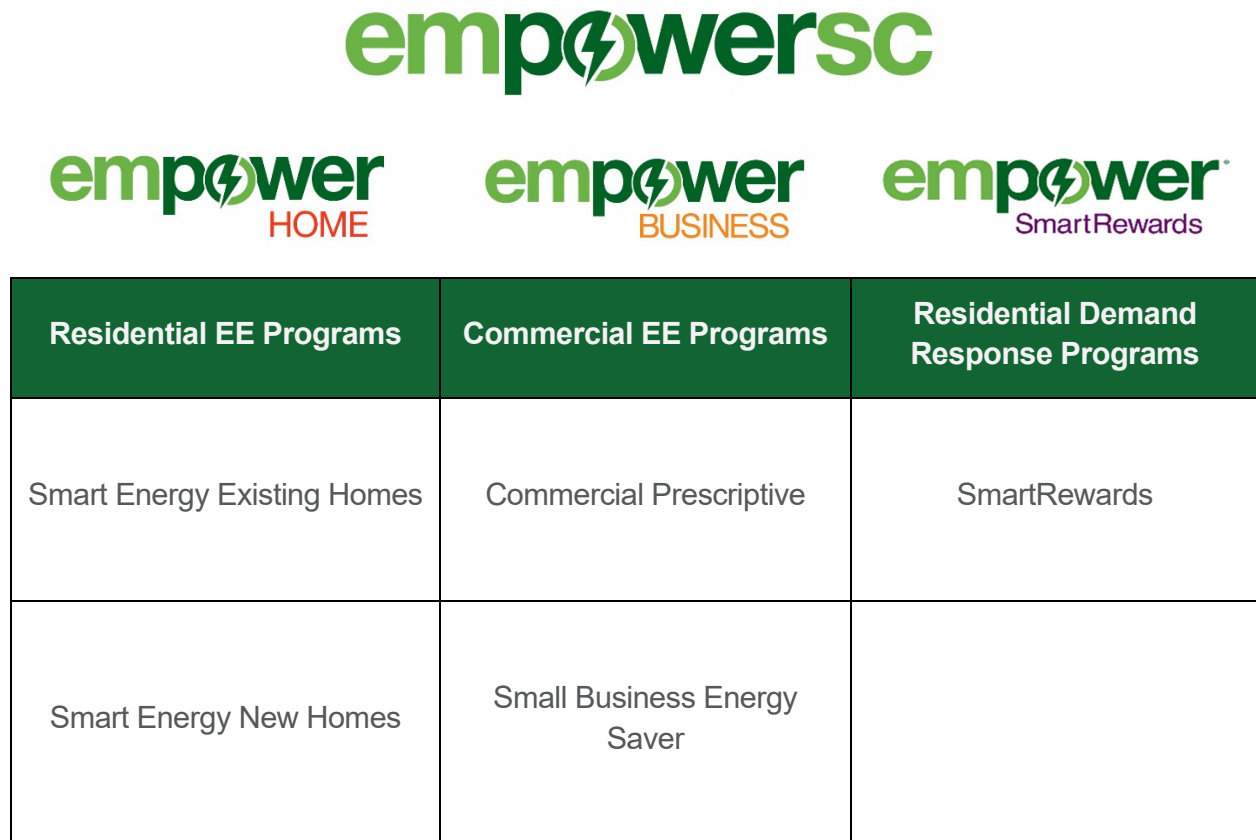 empowersc
empower
HOME
empower
BUSINESS
empower
SmartRewards
Residential EE Programs
Commercial EE Programs
Residential Demand
Response Programs
Smart Energy Existing Homes
Commercial Prescriptive
SmartRewards
Smart Energy New Homes
Small Business Energy
Saver